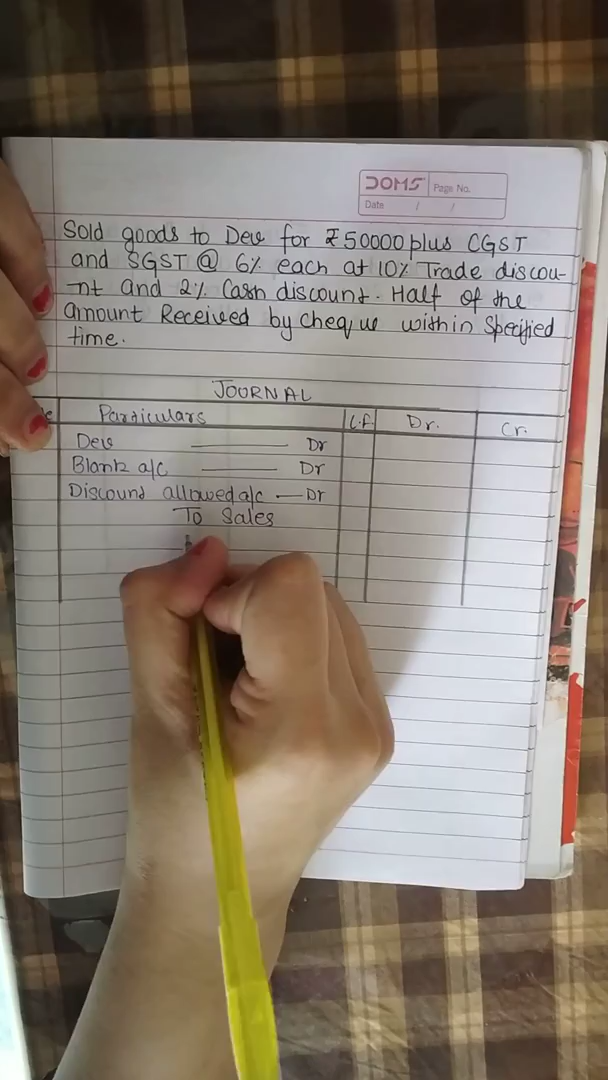 DOMS Page No.
Date / /
Sold goods to Dev for ₹50000 plus CGST
and SGST @ 6% each at 10% Trade discou-
nt and 2% Cash discount. Half of the
amount Received by cheque within Specified
time.
JOURNAL
Particulars L.F. Dr. Cr.
Dev —— Dr
Bank a/c —— Dr
Discound allowed a/c — Dr
To Sales